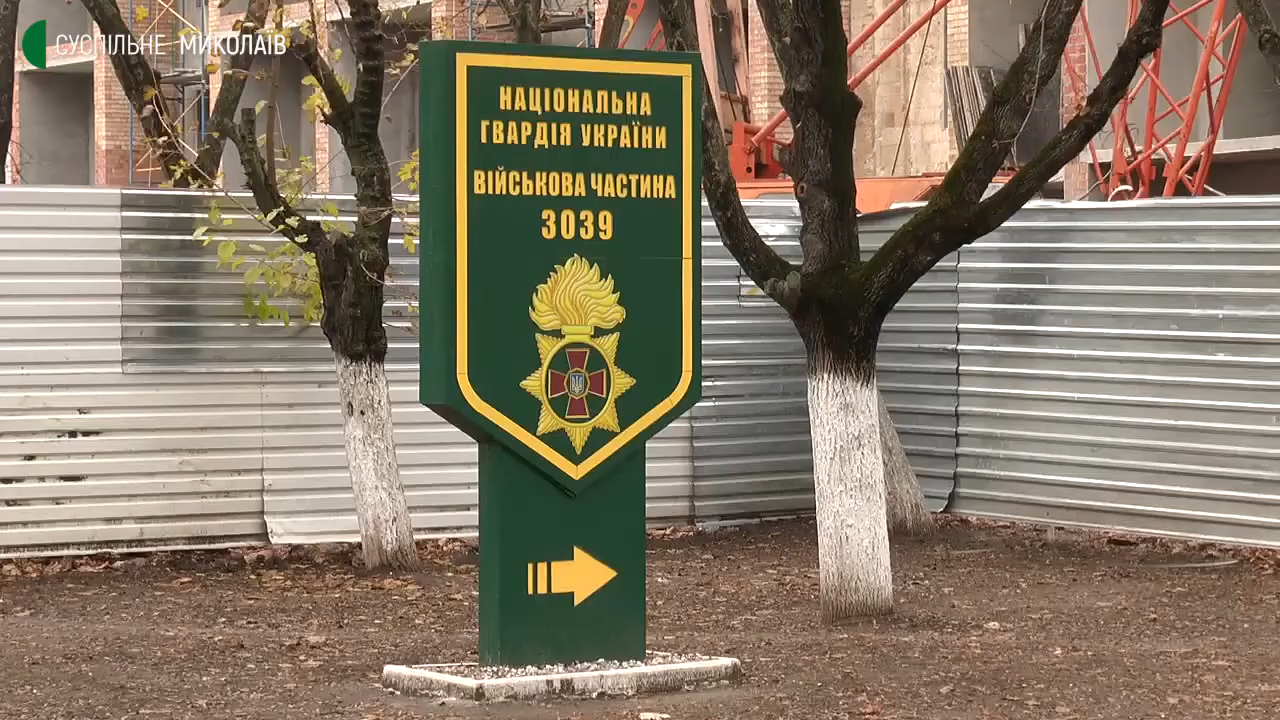 СУСПІЛЬНЕ МИКОЛАЇВ
НАЦІОНАЛЬНА
ГВАРДІЯ УКРАЇНИ
ВІЙСЬКОВА ЧАСТИНА
3039